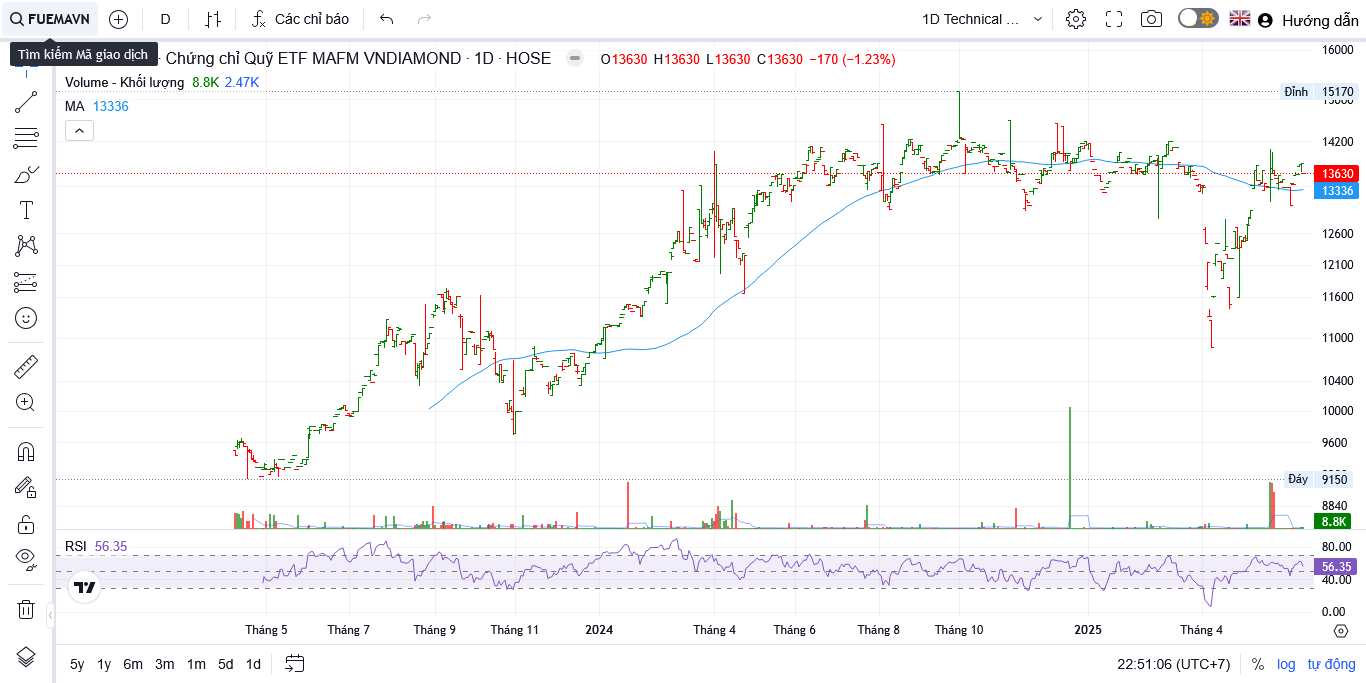 FUEMAVN D Các chỉ báo 1D Technical ... Hướng dẫn
Tìm kiếm Mã giao dịch · Chứng chỉ Quỹ ETF MAFM VNDIAMOND · 1D · HOSE O13630 H13630 L13630 C13630 −170 (−1.23%)
Volume - Khối lượng 8.8K 2.47K
MA 13336
16000
Đỉnh 15170
15000
14200
13630
13336
12600
12100
11600
11000
10400
10000
9600
Đáy 9150
8840
8.8K
RSI 56.35
80.00
56.35
40.00
0.00
Tháng 5 Tháng 7 Tháng 9 Tháng 11 2024 Tháng 4 Tháng 6 Tháng 8 Tháng 10 2025 Tháng 4
5y 1y 6m 3m 1m 5d 1d 22:51:06 (UTC+7) % log tự động